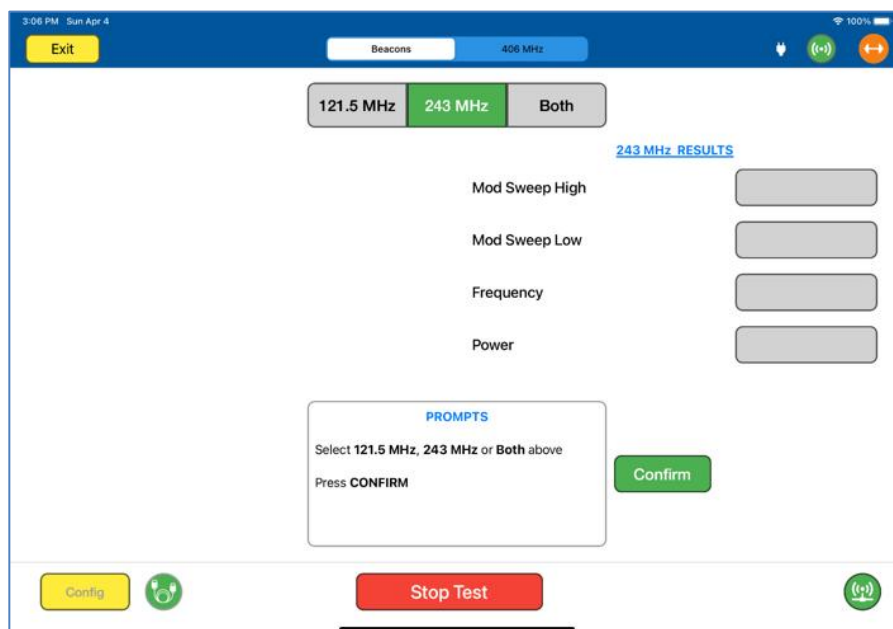 3:06 PM Sun Apr 4
100%
Exit
Beacons
406 MHz
121.5 MHz
243 MHz
Both
243 MHz RESULTS
Mod Sweep High
Mod Sweep Low
Frequency
Power
PROMPTS
Select 121.5 MHz, 243 MHz or Both above
Press CONFIRM
Confirm
Config
Stop Test